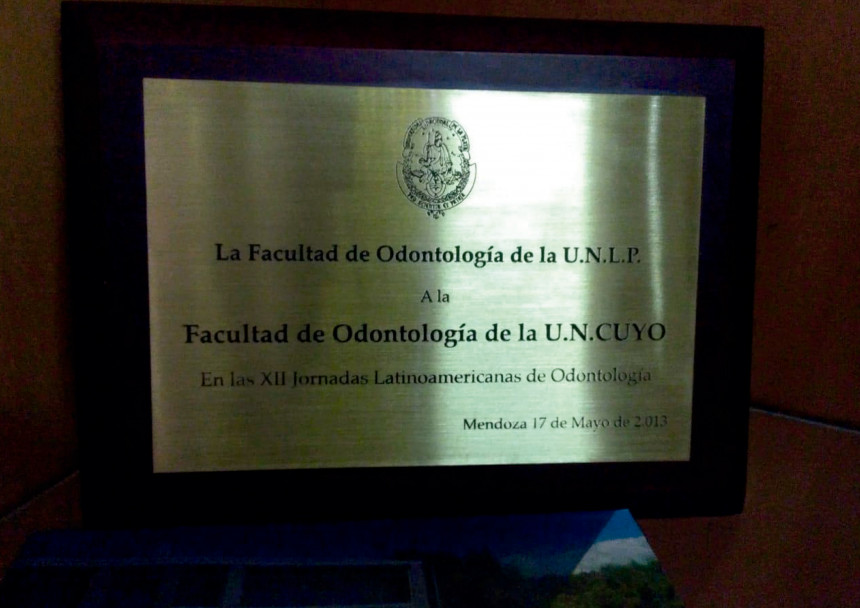 La Facultad de Odontología de la U.N.L.P.
A la
Facultad de Odontología de la U.N.CUYO
En las XII Jornadas Latinoamericanas de Odontología
Mendoza 17 de Mayo de 2.013